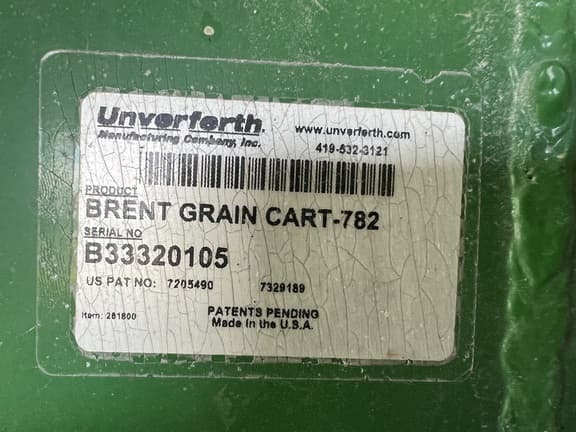 Unverferth
Manufacturing Company, Inc.
www.unverferth.com
419-532-3121
PRODUCT
BRENT GRAIN CART-782
SERIAL NO
B33320105
US PAT NO: 7205490 7329189
Item: 281800
PATENTS PENDING
Made in the U.S.A.